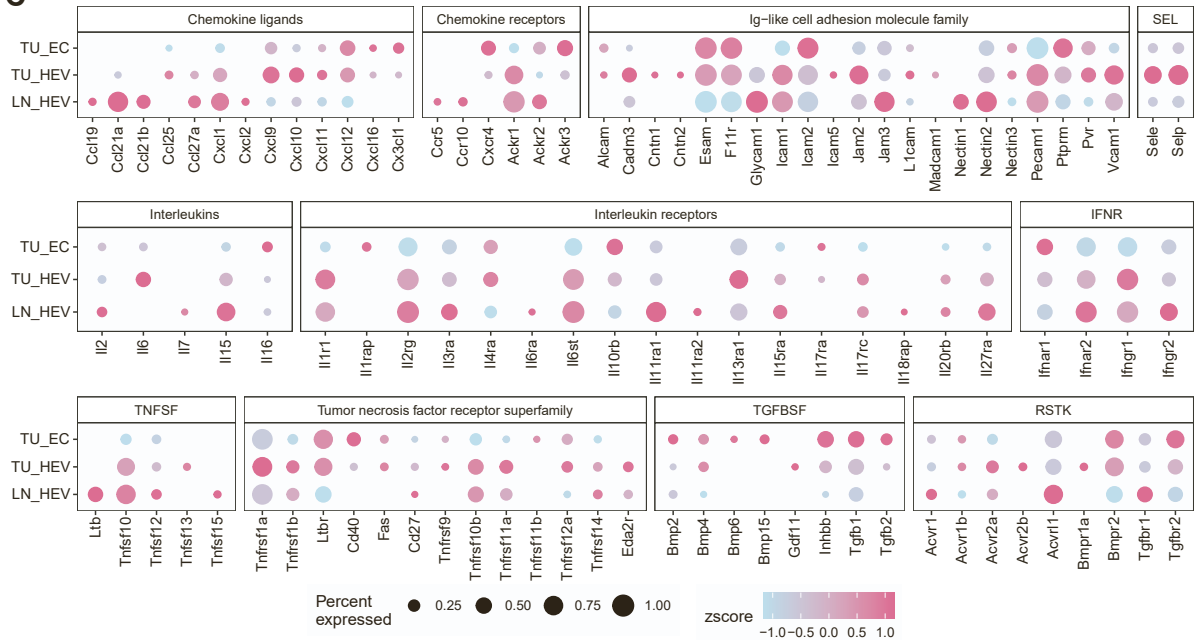 Chemokine ligands Chemokine receptors Ig−like cell adhesion molecule family SEL
TU_EC
TU_HEV
LN_HEV
Ccl19 Ccl21a Ccl21b Ccl25 Ccl27a Cxcl1 Cxcl2 Cxcl9 Cxcl10 Cxcl11 Cxcl12 Cxcl16 Cx3cl1 Ccr5 Ccr10 Cxcr4 Ackr1 Ackr2 Ackr3 Alcam Cadm3 Cntn1 Cntn2 Esam F11r Glycam1 Icam1 Icam2 Icam5 Jam2 Jam3 L1cam Madcam1 Nectin1 Nectin2 Nectin3 Pecam1 Ptprm Pvr Vcam1 Sele Selp
Interleukins Interleukin receptors IFNR
TU_EC
TU_HEV
LN_HEV
Il2 Il6 Il7 Il15 Il16 Il1r1 Il1rap Il2rg Il3ra Il4ra Il6ra Il6st Il10rb Il11ra1 Il11ra2 Il13ra1 Il15ra Il17ra Il17rc Il18rap Il20rb Il27ra Ifnar1 Ifnar2 Ifngr1 Ifngr2
TNFSF Tumor necrosis factor receptor superfamily TGFBSF RSTK
TU_EC
TU_HEV
LN_HEV
Ltb Tnfsf10 Tnfsf12 Tnfsf13 Tnfsf15 Tnfrsf1a Tnfrsf1b Ltbr Cd40 Fas Cd27 Tnfrsf9 Tnfrsf10b Tnfrsf11a Tnfrsf11b Tnfrsf12a Tnfrsf14 Eda2r Bmp2 Bmp4 Bmp6 Bmp15 Gdf11 Inhbb Tgfb1 Tgfb2 Acvr1 Acvr1b Acvr2a Acvr2b Acvrl1 Bmpr1a Bmpr2 Tgfbr1 Tgfbr2
Percent
expressed 0.25 0.50 0.75 1.00
zscore
−1.0 −0.5 0.0 0.5 1.0